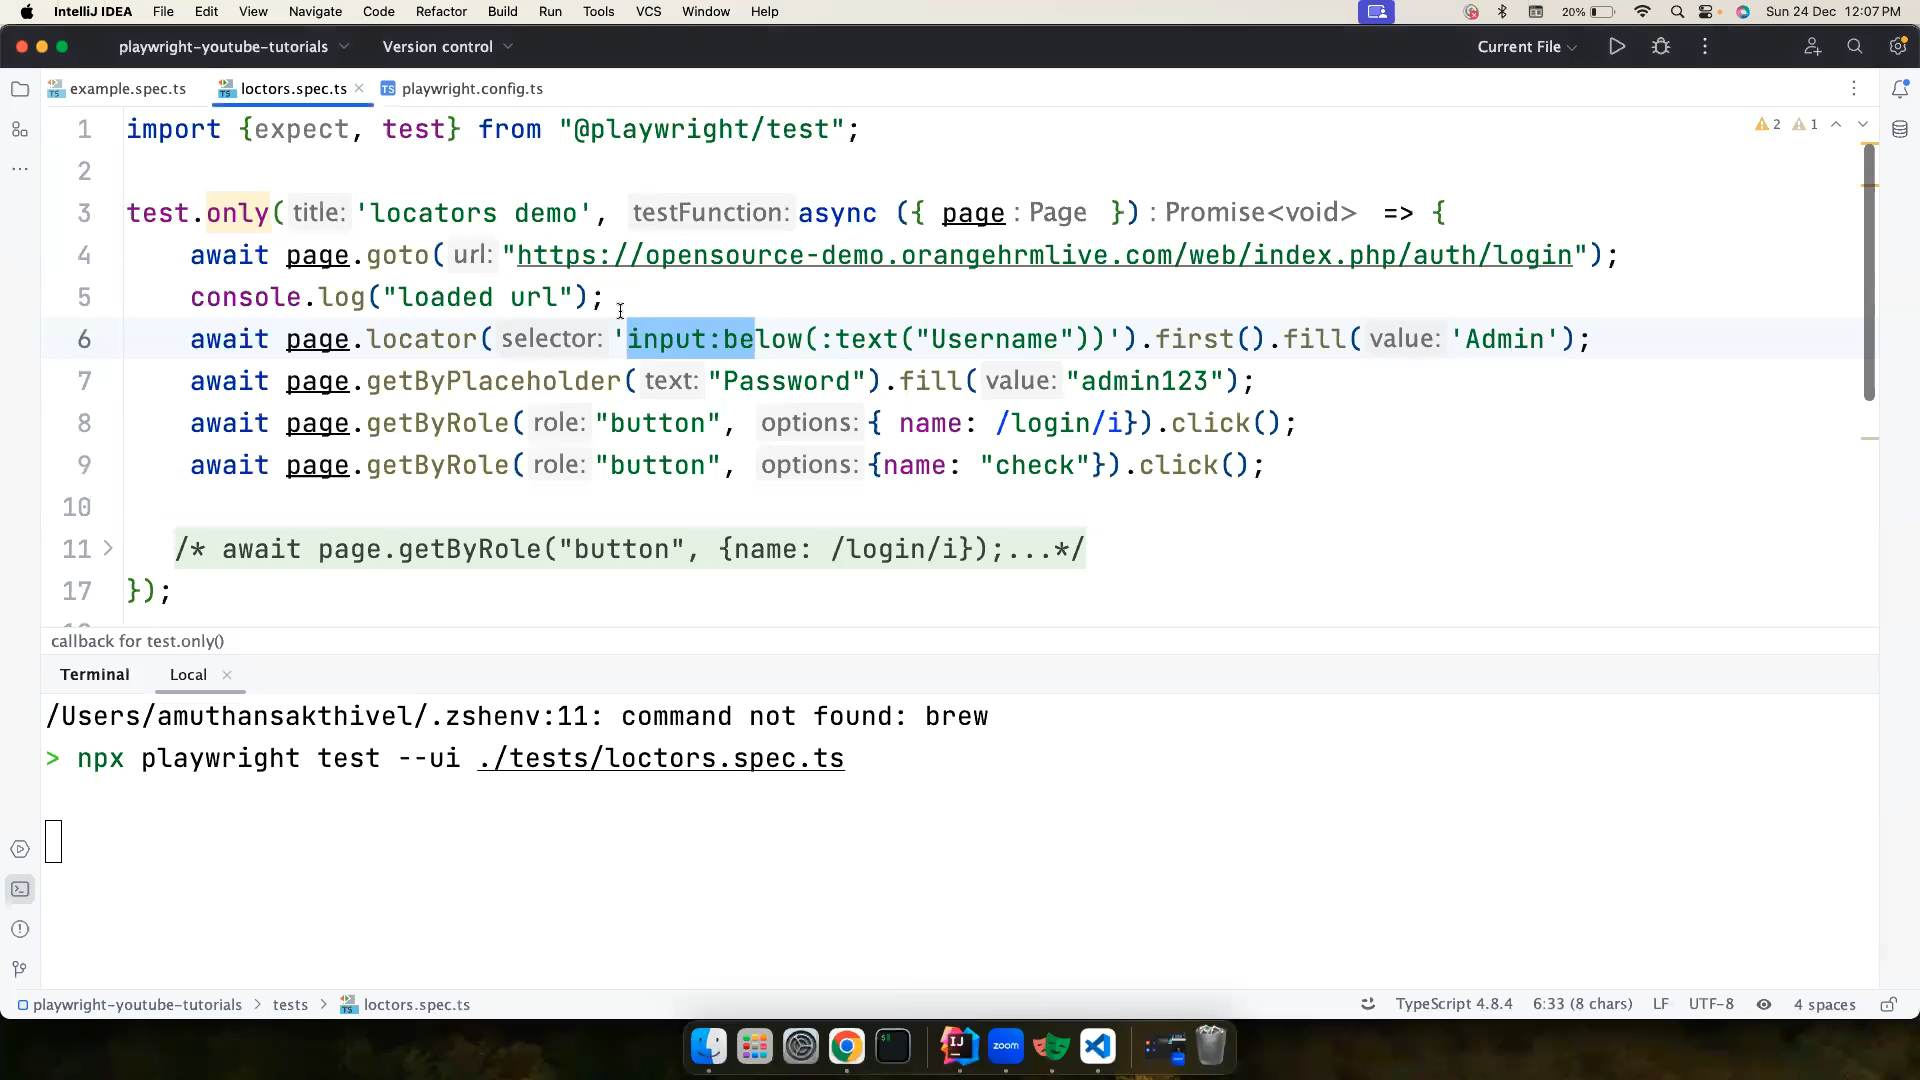 IntelliJ IDEA File Edit View Navigate Code Refactor Build Run Tools VCS Window Help 20% Sun 24 Dec 12:07 PM
playwright-youtube-tutorials Version control Current File
example.spec.ts loctors.spec.ts playwright.config.ts
1 import {expect, test} from "@playwright/test"; 2 1
2
3 test.only( title: 'locators demo', testFunction: async ({ page : Page }) : Promise<void> => {
4 await page.goto( url: "https://opensource-demo.orangehrmlive.com/web/index.php/auth/login");
5 console.log("loaded url");
6 await page.locator( selector: 'input:below(:text("Username"))').first().fill( value: 'Admin');
7 await page.getByPlaceholder( text: "Password").fill( value: "admin123");
8 await page.getByRole( role: "button", options: { name: /login/i}).click();
9 await page.getByRole( role: "button", options: {name: "check"}).click();
10
11 /* await page.getByRole("button", {name: /login/i});...*/
17 });
callback for test.only()
Terminal Local
/Users/amuthansakthivel/.zshenv:11: command not found: brew
> npx playwright test --ui ./tests/loctors.spec.ts
playwright-youtube-tutorials > tests > loctors.spec.ts TypeScript 4.8.4 6:33 (8 chars) LF UTF-8 4 spaces
zoom